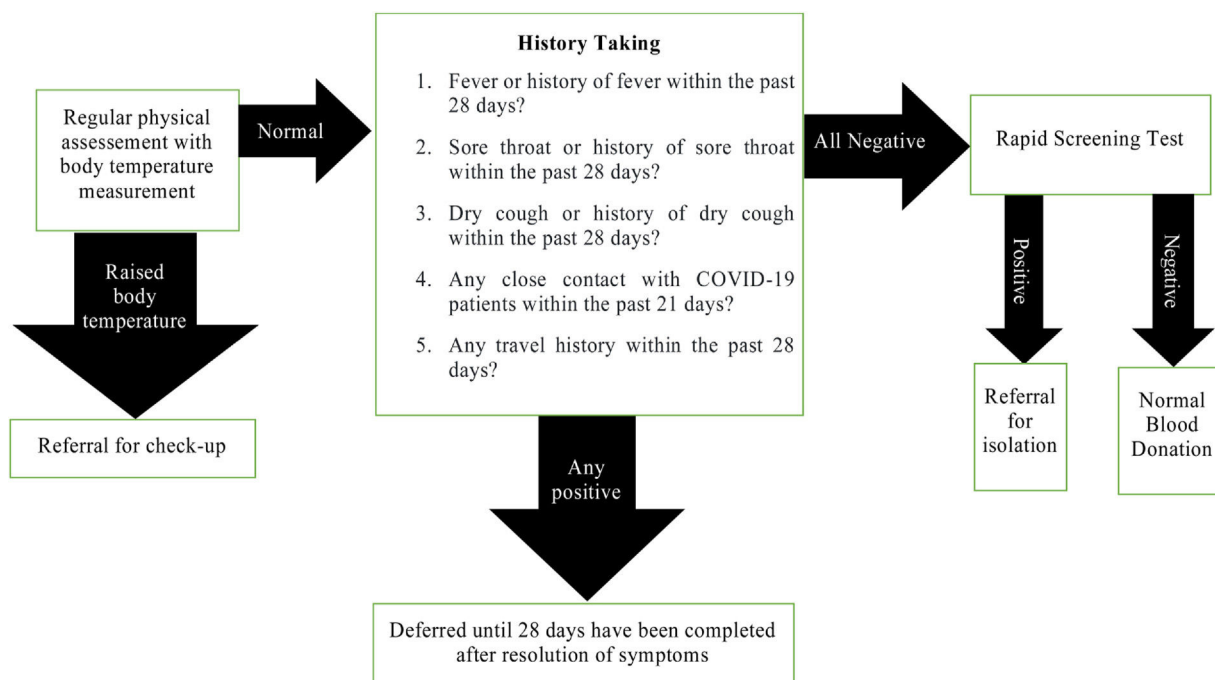 Regular physical
assessment with
body temperature
measurement
Normal
Raised
body
temperature
Referral for check-up
History Taking
1. Fever or history of fever within the past
28 days?
2. Sore throat or history of sore throat
within the past 28 days?
3. Dry cough or history of dry cough
within the past 28 days?
4. Any close contact with COVID-19
patients within the past 21 days?
5. Any travel history within the past 28
days?
Any
positive
Deferred until 28 days have been completed
after resolution of symptoms
All Negative
Rapid Screening Test
Positive
Negative
Referral
for
isolation
Normal
Blood
Donation